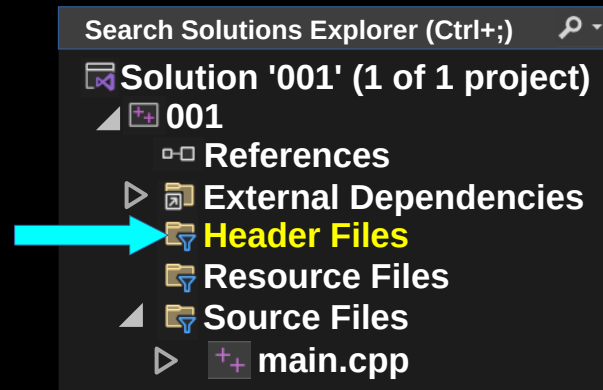 Search Solutions Explorer (Ctrl+;)
Solution '001' (1 of 1 project)
001
References
External Dependencies
Header Files
Resource Files
Source Files
main.cpp